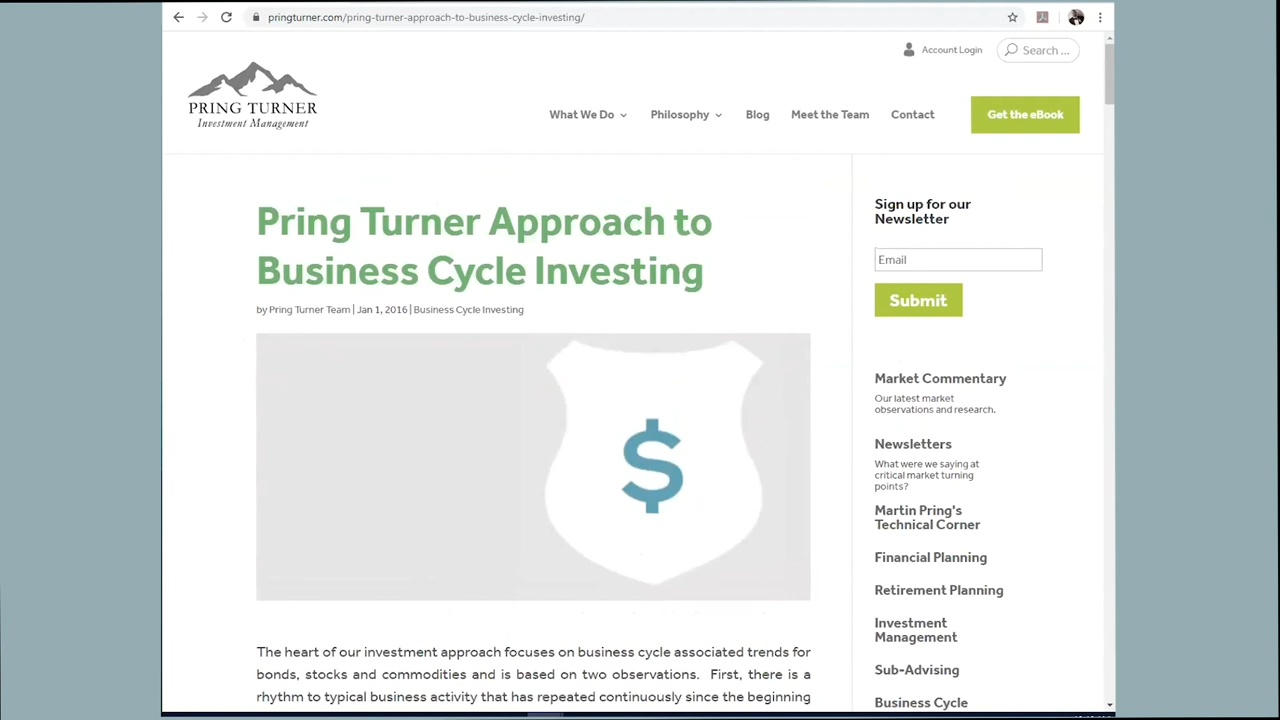 pringturner.com/pring-turner-approach-to-business-cycle-investing/
Account Login
Search ...
PRING TURNER
Investment Management
What We Do
Philosophy
Blog
Meet the Team
Contact
Get the eBook
Pring Turner Approach to
Business Cycle Investing
by Pring Turner Team | Jan 1, 2016 | Business Cycle Investing
$
The heart of our investment approach focuses on business cycle associated trends for
bonds, stocks and commodities and is based on two observations. First, there is a
rhythm to typical business activity that has repeated continuously since the beginning
Sign up for our
Newsletter
Email
Submit
Market Commentary
Our latest market
observations and research.
Newsletters
What were we saying at
critical market turning
points?
Martin Pring's
Technical Corner
Financial Planning
Retirement Planning
Investment
Management
Sub-Advising
Business Cycle